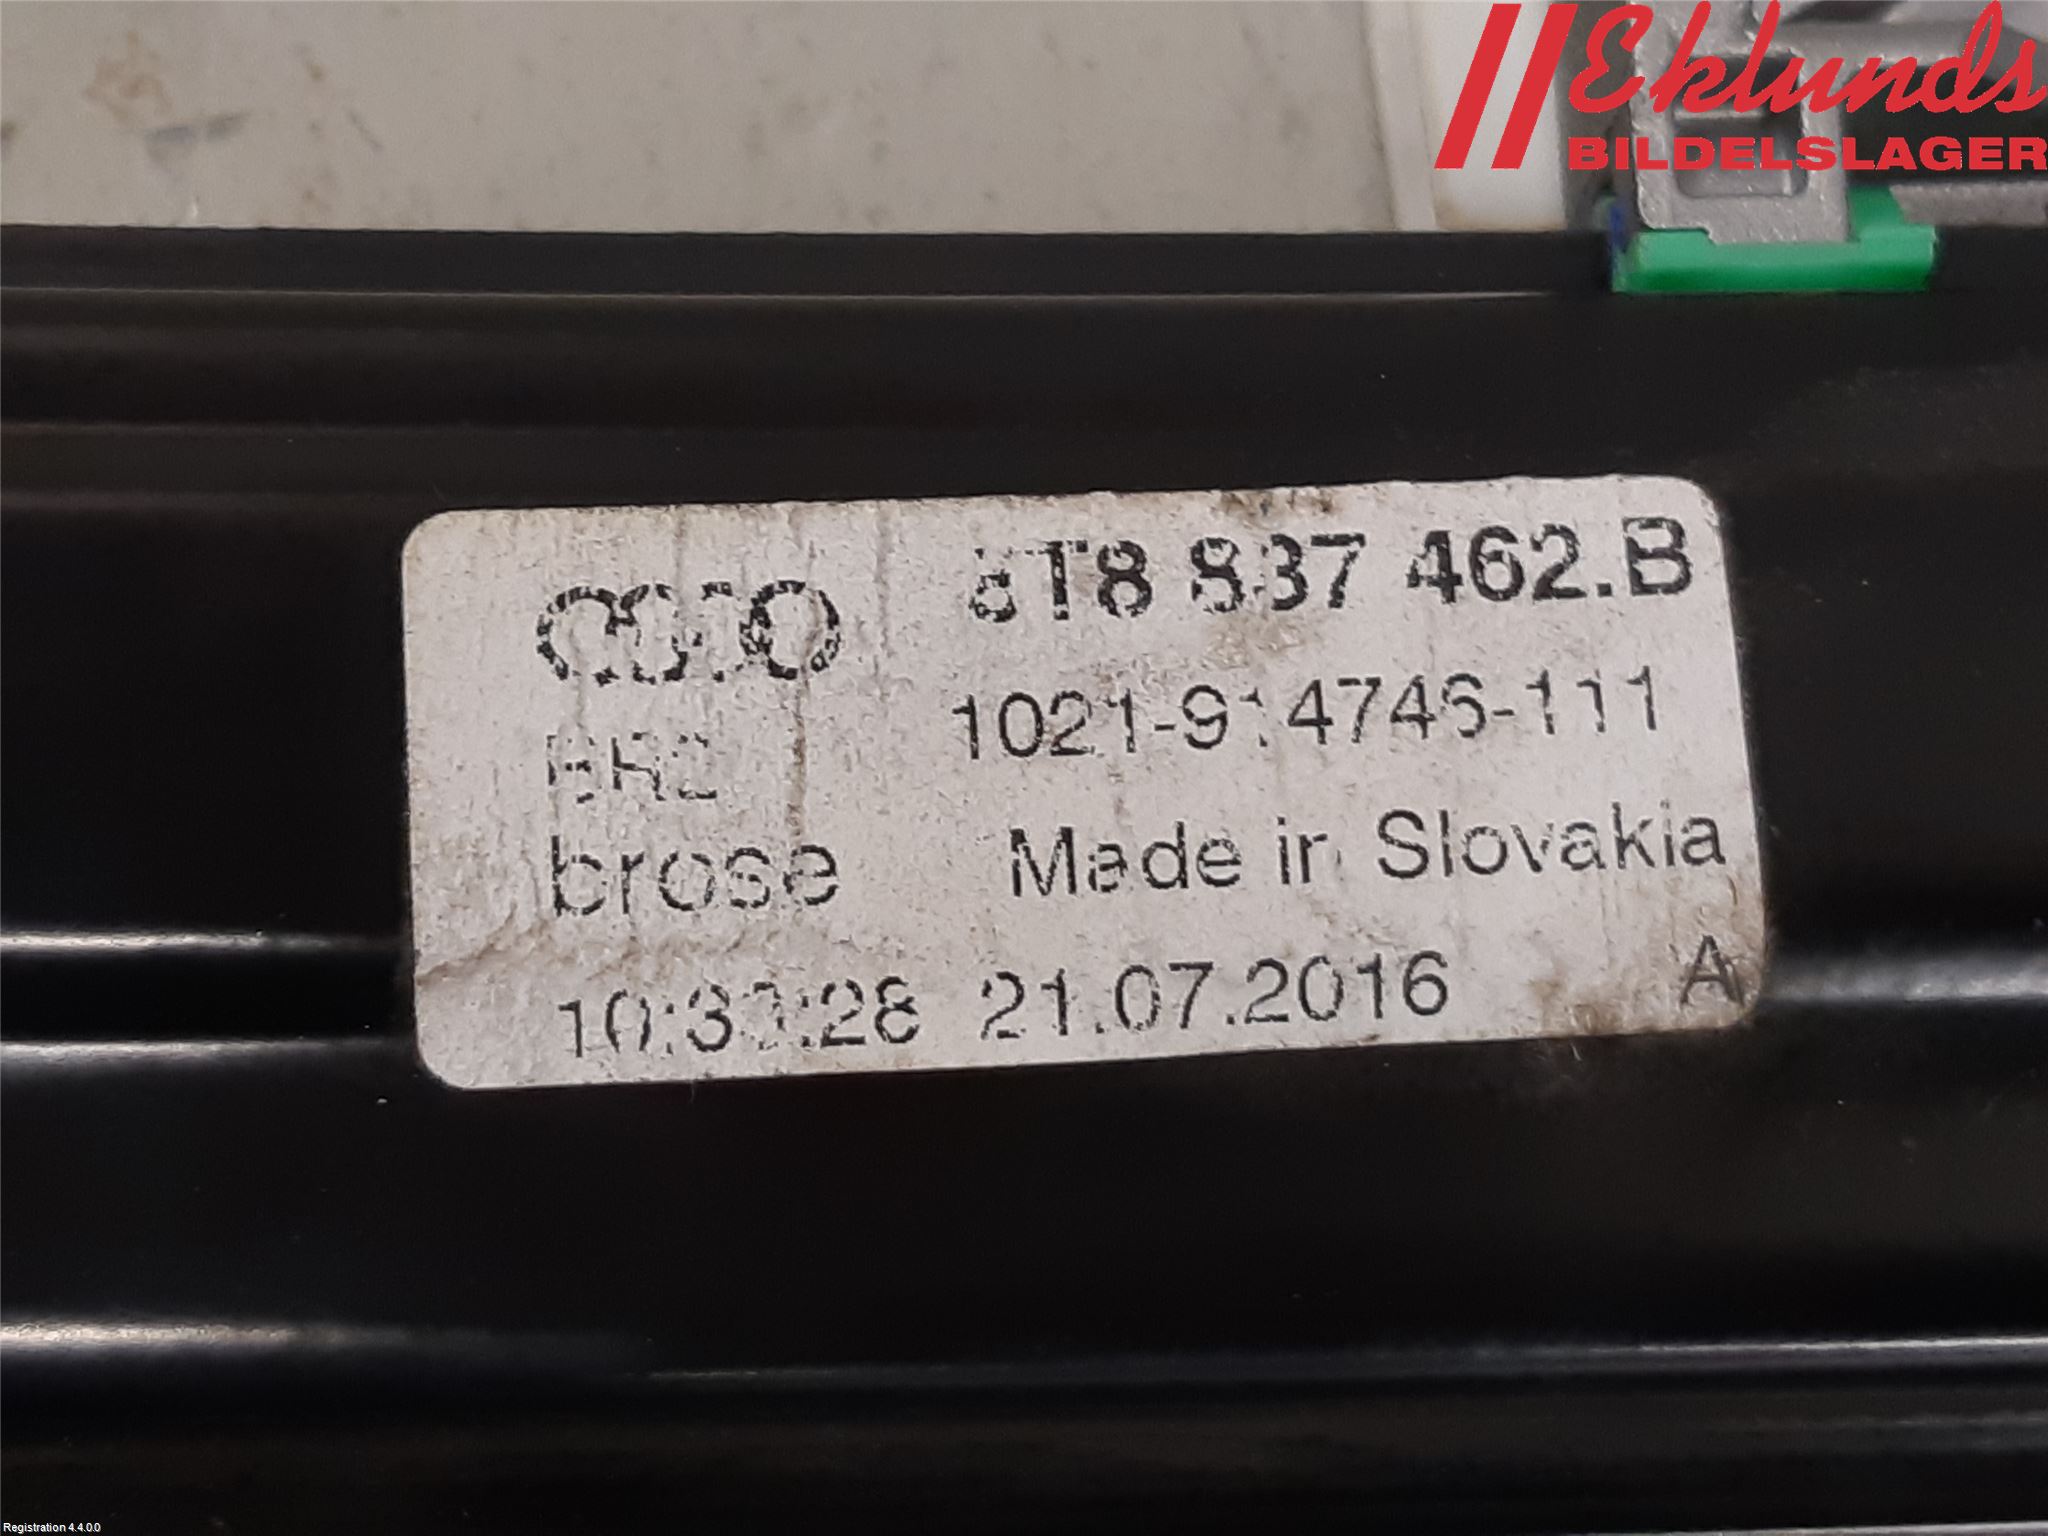 Eklunds
BILDELSLAGER
8T8 837 462.B
1021-914746-111
brose
Made in Slovakia
21.07.2016
A
Registration 4.4.0.0